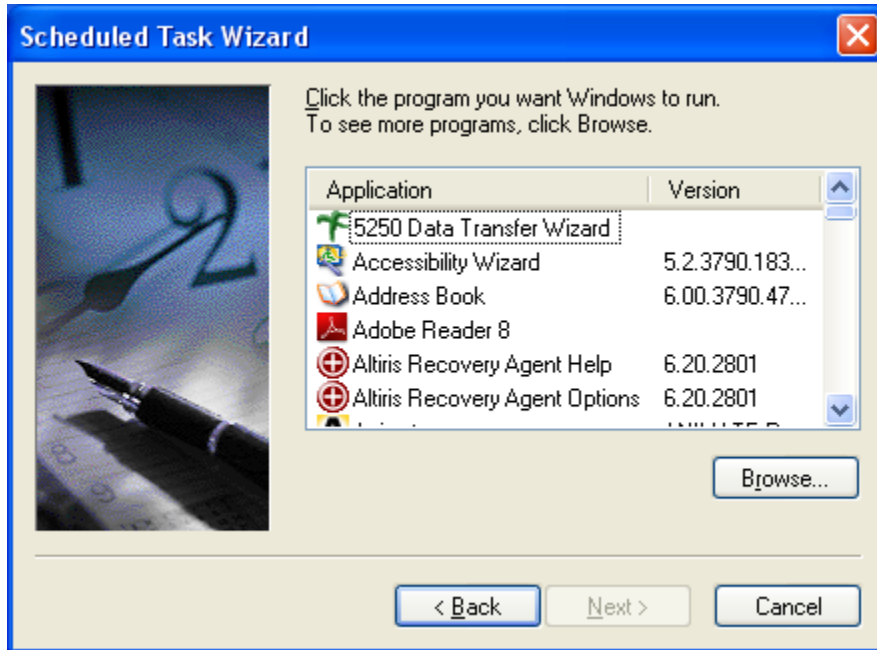 Scheduled Task Wizard
Click the program you want Windows to run.
To see more programs, click Browse.
Application Version
5250 Data Transfer Wizard
Accessibility Wizard 5.2.3790.183...
Address Book 6.00.3790.47...
Adobe Reader 8
Altiris Recovery Agent Help 6.20.2801
Altiris Recovery Agent Options 6.20.2801
2
Browse...
< Back Next > Cancel